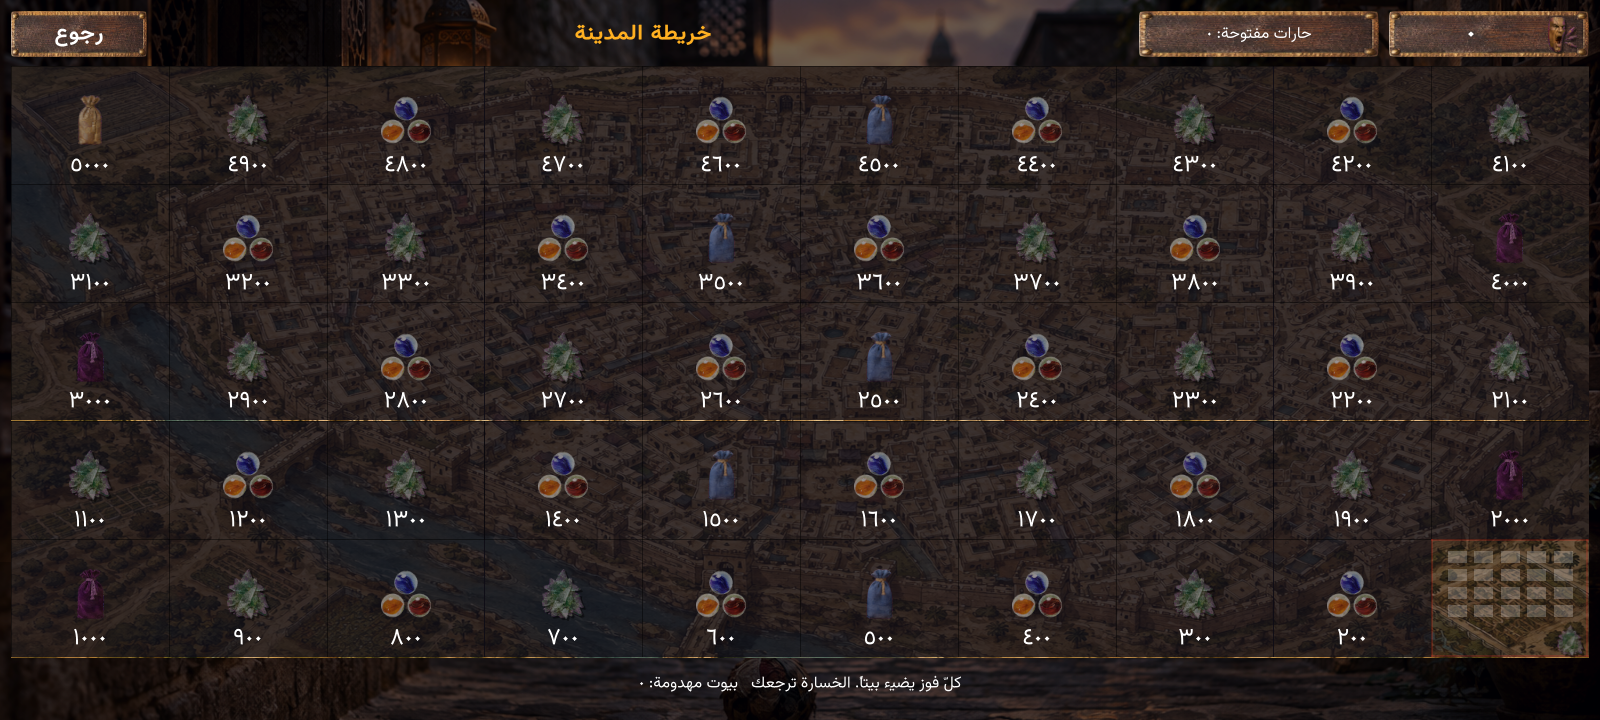 ٠
حارات مفتوحة: ٠
خريطة المدينة
رجوع
٤١٠٠ ٤٢٠٠ ٤٣٠٠ ٤٤٠٠ ٤٥٠٠ ٤٦٠٠ ٤٧٠٠ ٤٨٠٠ ٤٩٠٠ ٥٠٠٠
٤٠٠٠ ٣٩٠٠ ٣٨٠٠ ٣٧٠٠ ٣٦٠٠ ٣٥٠٠ ٣٤٠٠ ٣٣٠٠ ٣٢٠٠ ٣١٠٠
٢١٠٠ ٢٢٠٠ ٢٣٠٠ ٢٤٠٠ ٢٥٠٠ ٢٦٠٠ ٢٧٠٠ ٢٨٠٠ ٢٩٠٠ ٣٠٠٠
٢٠٠٠ ١٩٠٠ ١٨٠٠ ١٧٠٠ ١٦٠٠ ١٥٠٠ ١٤٠٠ ١٣٠٠ ١٢٠٠ ١١٠٠
٢٠٠ ٣٠٠ ٤٠٠ ٥٠٠ ٦٠٠ ٧٠٠ ٨٠٠ ٩٠٠ ١٠٠٠
كلّ فوز يضيء بيتاً. الخسارة ترجعك بيوت مهدومة: ٠